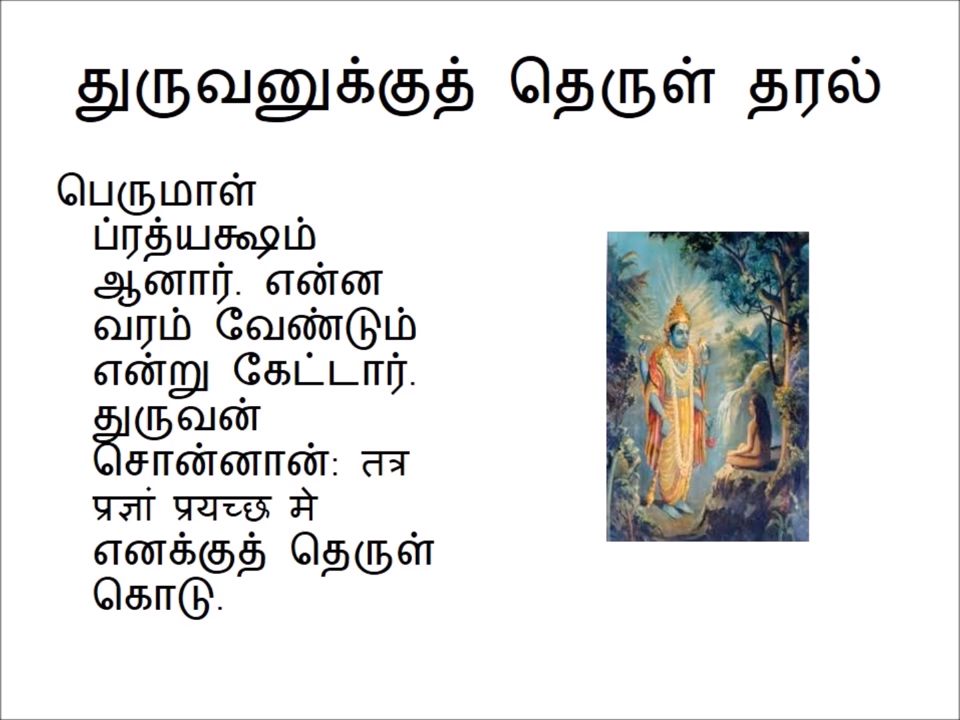 துருவனுக்குத் தெருள் தரல்
பெருமாள்
ப்ரத்யக்ஷம்
ஆனார். என்ன
வரம் வேண்டும்
என்று கேட்டார்.
துருவன்
சொன்னான்: तत्र
प्रज्ञां प्रयच्छ मे
எனக்குத் தெருள்
கொடு.